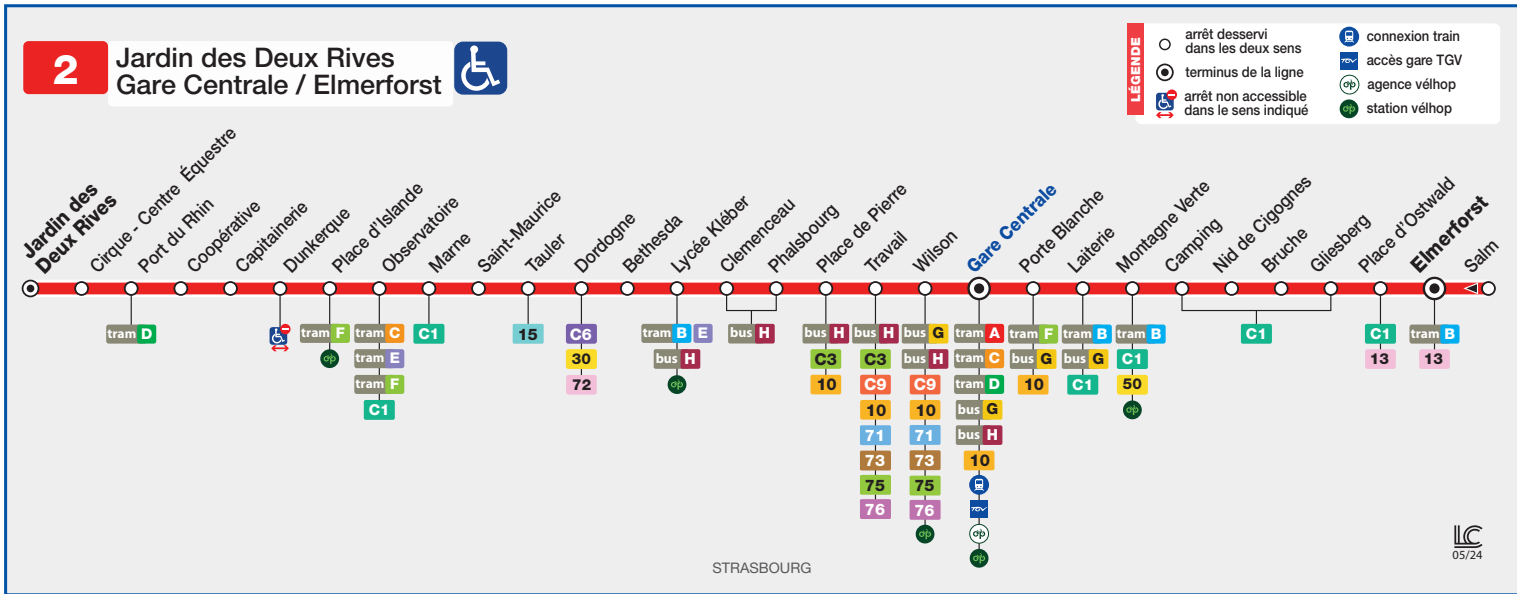 2
Jardin des Deux Rives
Gare Centrale / Elmerforst
LÉGENDE
arrêt desservi
dans les deux sens
terminus de la ligne
arrêt non accessible
dans le sens indiqué
connexion train
TGV
accès gare TGV
agence vélhop
station vélhop
Jardin des
Deux Rives
Cirque - Centre Équestre
Port du Rhin
Coopérative
Capitainerie
Dunkerque
Place d'Islande
Observatoire
Marne
Saint-Maurice
Tauler
Dordogne
Bethesda
Lycée Kléber
Clemenceau
Phalsbourg
Place de Pierre
Travail
Wilson
Gare Centrale
Porte Blanche
Laiterie
Montagne Verte
Camping
Nid de Cigognes
Bruche
Gliesberg
Place d'Ostwald
Elmerforst
Salm
tram D
tram F
tram C
tram E
tram F
C1
C1
15
C6
30
72
tram B E
bus H
bus H
bus H
C3
10
bus H
C3
C9
10
71
73
75
76
bus G
bus H
C9
10
71
73
75
76
tram A
tram C
tram D
bus G
bus H
10
TGV
tram F
bus G
10
tram B
bus G
C1
tram B
C1
50
C1
C1
13
tram B
13
STRASBOURG
LC
05/24